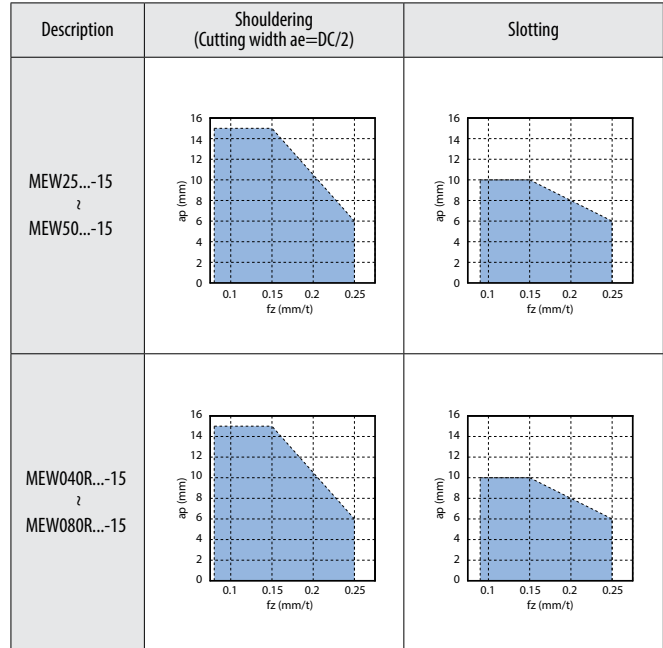 Description
Shouldering
(Cutting width ae=DC/2)
Slotting
MEW25...-15
~
MEW50...-15
ap (mm)
16
14
12
10
8
6
4
2
0
0.1 0.15 0.2 0.25
fz (mm/t)
ap (mm)
16
14
12
10
8
6
4
2
0
0.1 0.15 0.2 0.25
fz (mm/t)
MEW040R...-15
~
MEW080R...-15
ap (mm)
16
14
12
10
8
6
4
2
0
0.1 0.15 0.2 0.25
fz (mm/t)
ap (mm)
16
14
12
10
8
6
4
2
0
0.1 0.15 0.2 0.25
fz (mm/t)